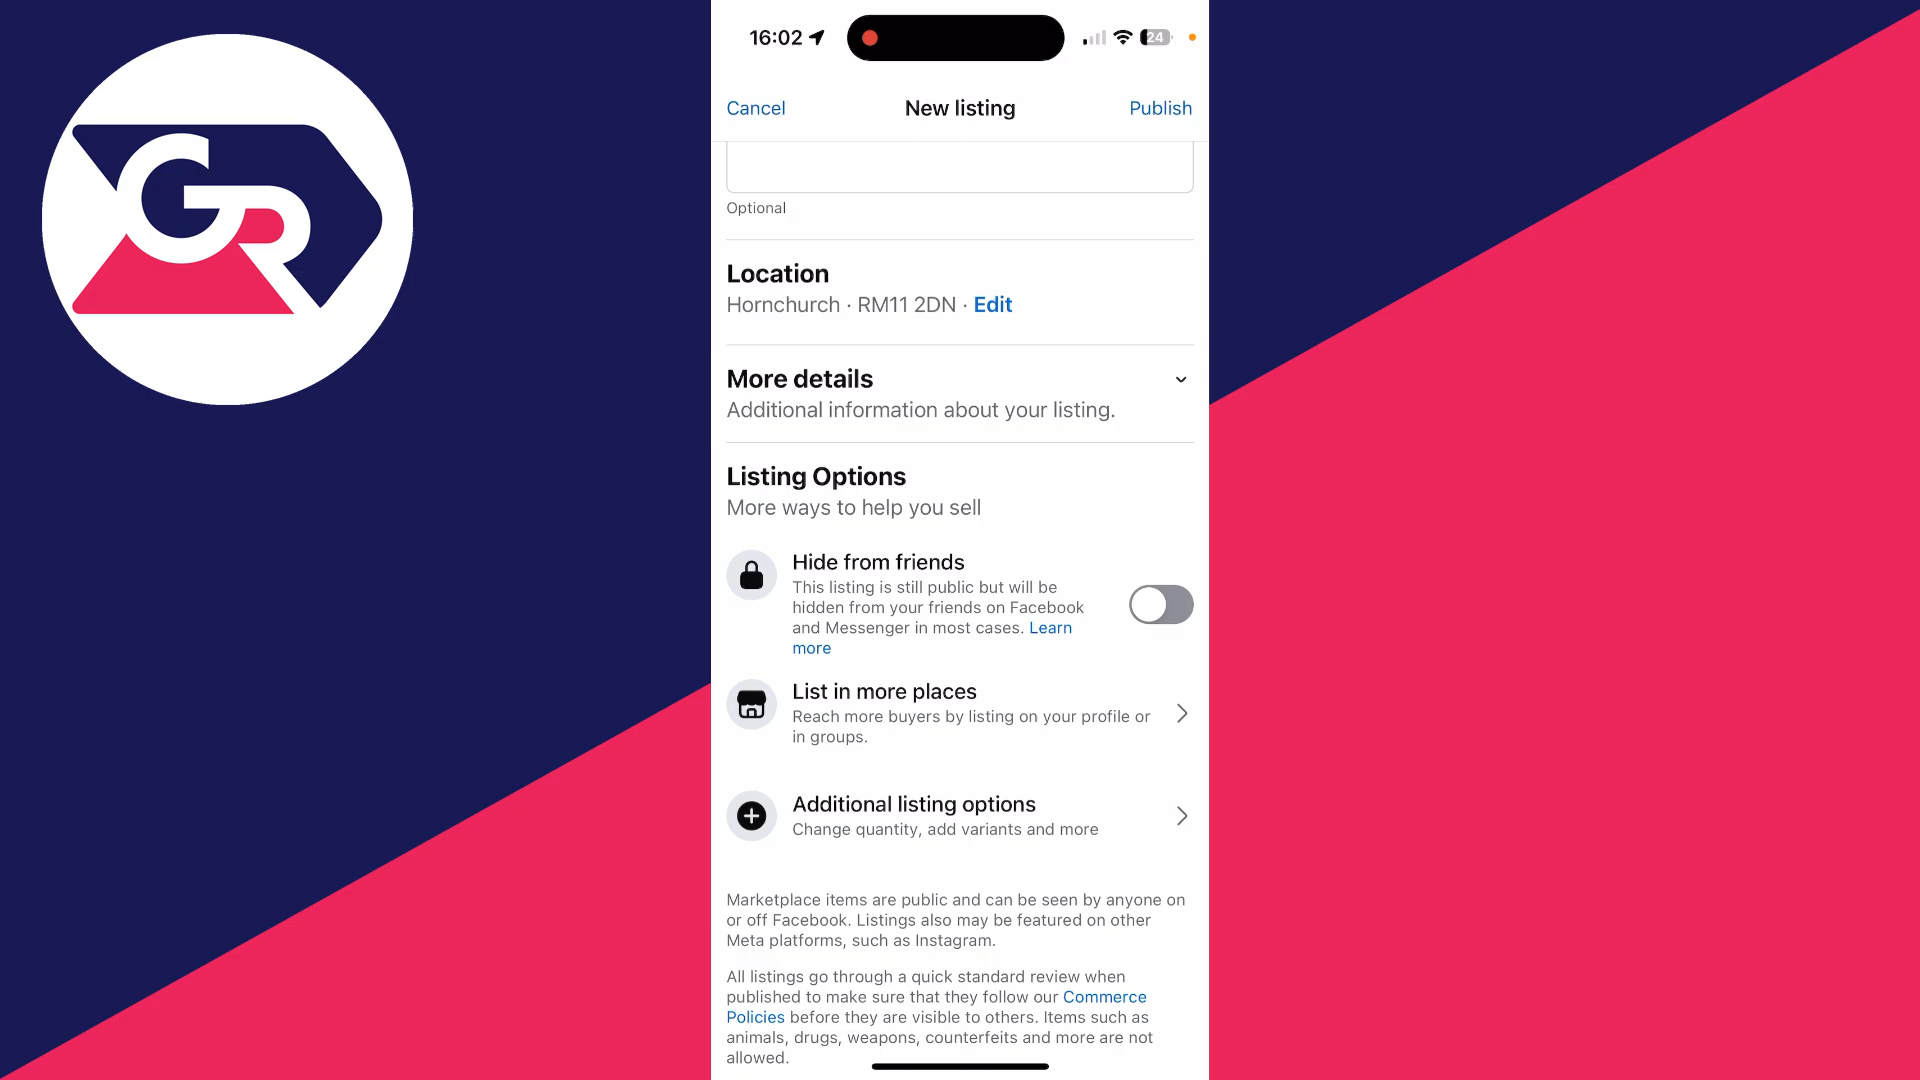 GR
16:02
24
Cancel
New listing
Publish
Optional
Location
Hornchurch · RM11 2DN · Edit
More details
Additional information about your listing.
Listing Options
More ways to help you sell
Hide from friends
This listing is still public but will be
hidden from your friends on Facebook
and Messenger in most cases. Learn
more
List in more places
Reach more buyers by listing on your profile or
in groups.
Additional listing options
Change quantity, add variants and more
Marketplace items are public and can be seen by anyone on
or off Facebook. Listings also may be featured on other
Meta platforms, such as Instagram.
All listings go through a quick standard review when
published to make sure that they follow our Commerce
Policies before they are visible to others. Items such as
animals, drugs, weapons, counterfeits and more are not
allowed.